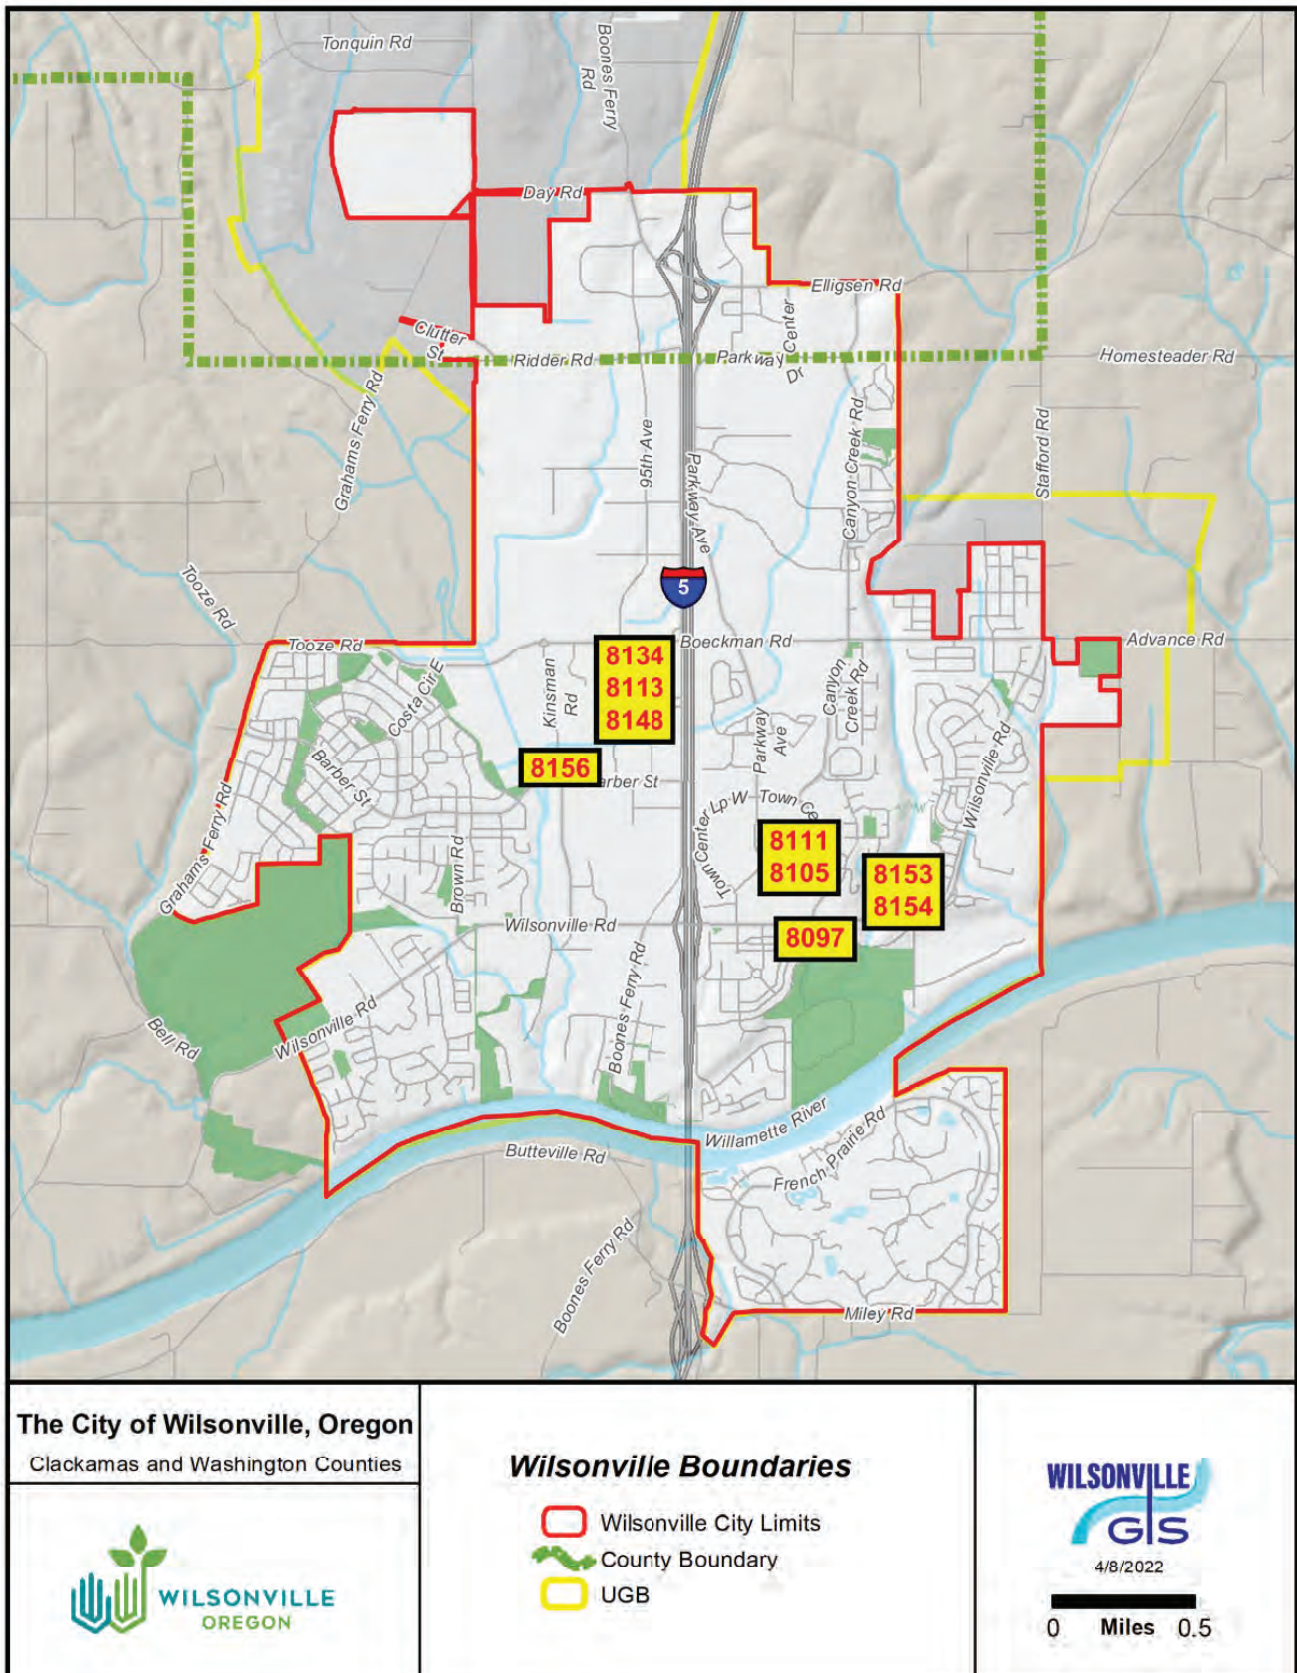 Tonquin Rd
Boones Ferry
Rd
Day Rd
Elligsen Rd
Clutter
St
Ridder Rd
Parkway Center
Dr
Homesteader Rd
Grahams Ferry Rd
95th Ave
Parkway Ave
Canyon Creek Rd
Stafford Rd
5
Tooze Rd
Tooze Rd
Boeckman Rd
Advance Rd
Costa Cir E
Kinsman
Rd
8134
8113
8148
Canyon
Creek Rd
Parkway
Ave
Wilsonville Rd
8156
arber St
Barber St
Town Center Lp W
Town Ce
8111
8105
8153
8154
Grahams Ferry Rd
Brown Rd
Wilsonville Rd
8097
Boones Ferry Rd
Bell Rd
Wilsonville Rd
Willamette River
French Prairie Rd
Butteville Rd
Boones Ferry Rd
Miley Rd
The City of Wilsonville, Oregon
Clackamas and Washington Counties
WILSONVILLE
OREGON
Wilsonville Boundaries
Wilsonville City Limits
County Boundary
UGB
WILSONVILLE
GIS
4/8/2022
0 Miles 0.5